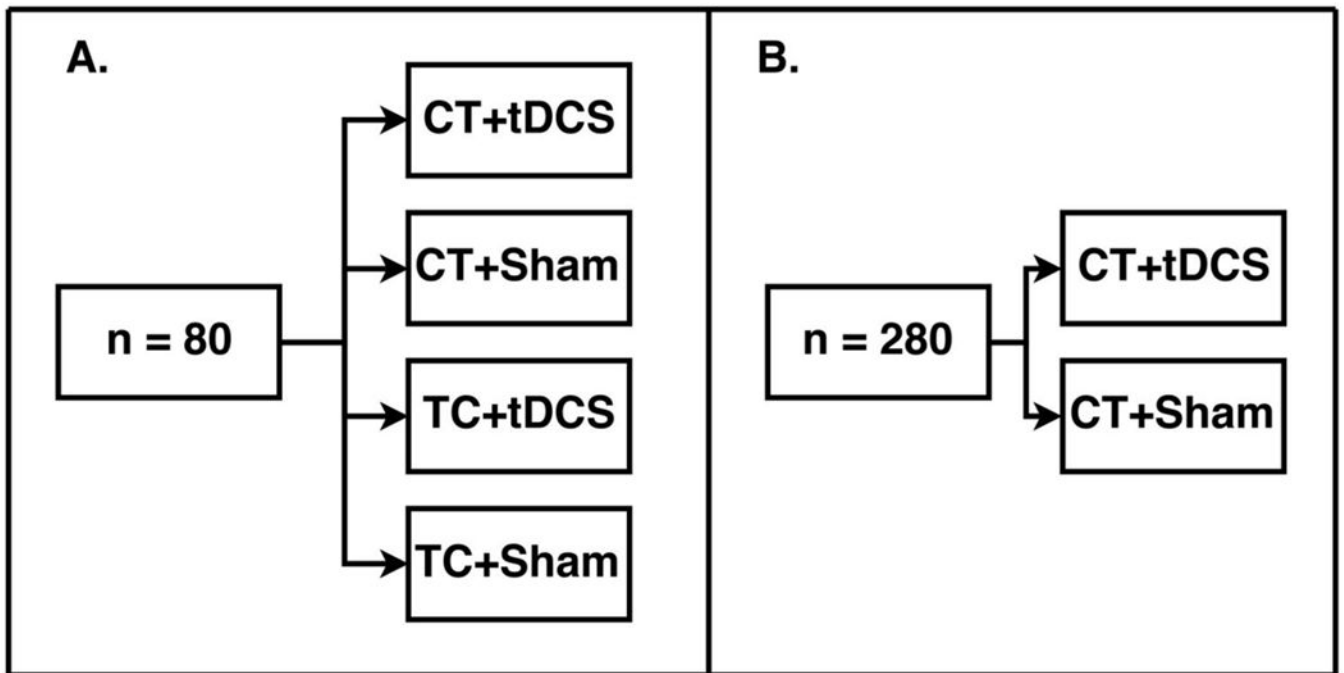 A.
CT+tDCS
CT+Sham
n = 80
TC+tDCS
TC+Sham
B.
CT+tDCS
n = 280
CT+Sham